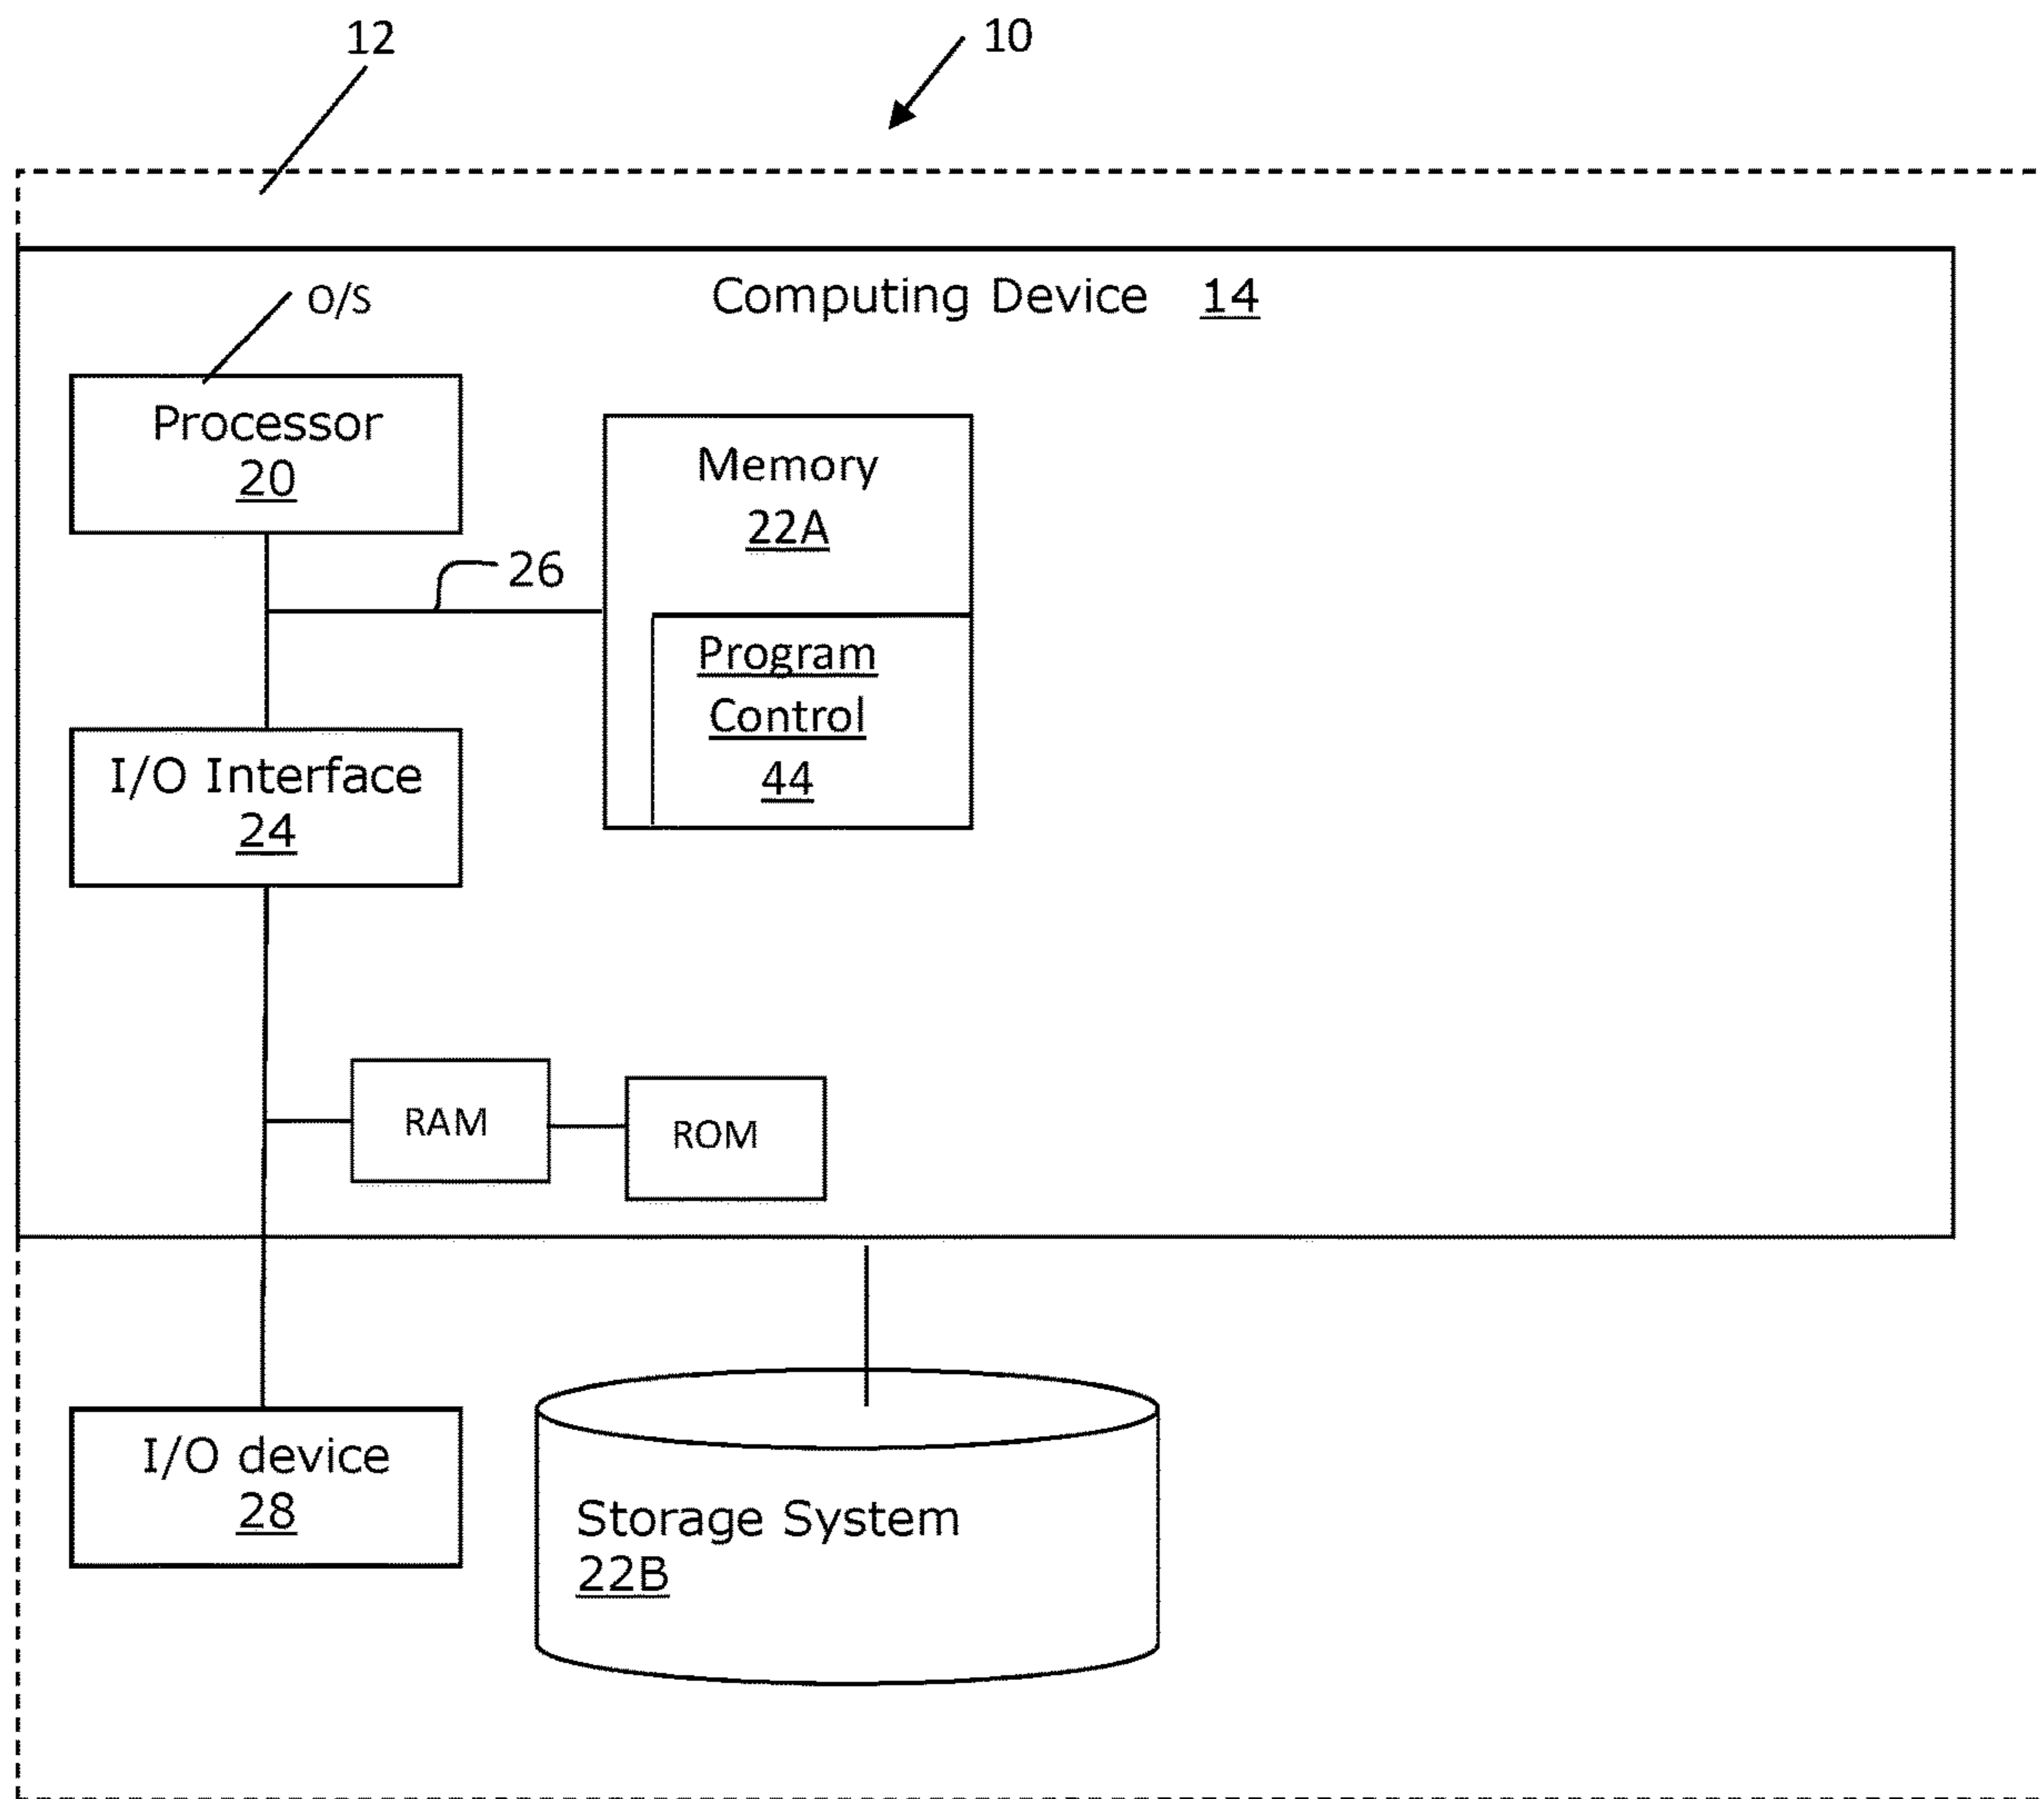 12
10
O/S
Computing Device 14
Processor
20
Memory
22A
26
Program
Control
44
I/O Interface
24
RAM
ROM
I/O device
28
Storage System
22B